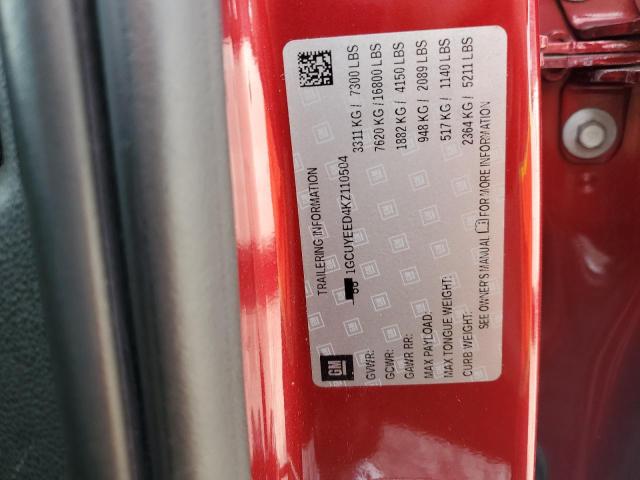 GM
TRAILERING INFORMATION
1GCUYEED4KZ110504
GVWR: 3311 KG / 7300 LBS
GCWR: 7620 KG / 16800 LBS
GAWR RR: 1882 KG / 4150 LBS
MAX PAYLOAD: 948 KG / 2089 LBS
MAX TONGUE WEIGHT: 517 KG / 1140 LBS
CURB WEIGHT: 2364 KG / 5211 LBS
SEE OWNER'S MANUAL FOR MORE INFORMATION